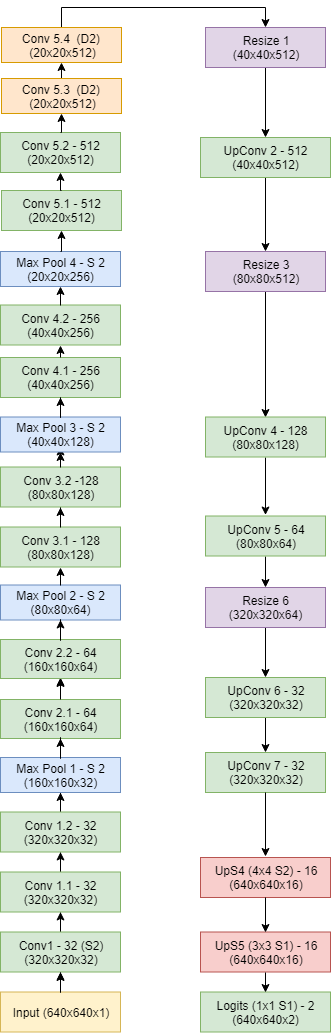 Conv 5.4 (D2)
(20x20x512)
Conv 5.3 (D2)
(20x20x512)
Conv 5.2 - 512
(20x20x512)
Conv 5.1 - 512
(20x20x512)
Max Pool 4 - S 2
(20x20x256)
Conv 4.2 - 256
(40x40x256)
Conv 4.1 - 256
(40x40x256)
Max Pool 3 - S 2
(40x40x128)
Conv 3.2 -128
(80x80x128)
Conv 3.1 - 128
(80x80x128)
Max Pool 2 - S 2
(80x80x64)
Conv 2.2 - 64
(160x160x64)
Conv 2.1 - 64
(160x160x64)
Max Pool 1 - S 2
(160x160x32)
Conv 1.2 - 32
(320x320x32)
Conv 1.1 - 32
(320x320x32)
Conv1 - 32 (S2)
(320x320x32)
Input (640x640x1)
Resize 1
(40x40x512)
UpConv 2 - 512
(40x40x512)
Resize 3
(80x80x512)
UpConv 4 - 128
(80x80x128)
UpConv 5 - 64
(80x80x64)
Resize 6
(320x320x64)
UpConv 6 - 32
(320x320x32)
UpConv 7 - 32
(320x320x32)
UpS4 (4x4 S2) - 16
(640x640x16)
UpS5 (3x3 S1) - 16
(640x640x16)
Logits (1x1 S1) - 2
(640x640x2)